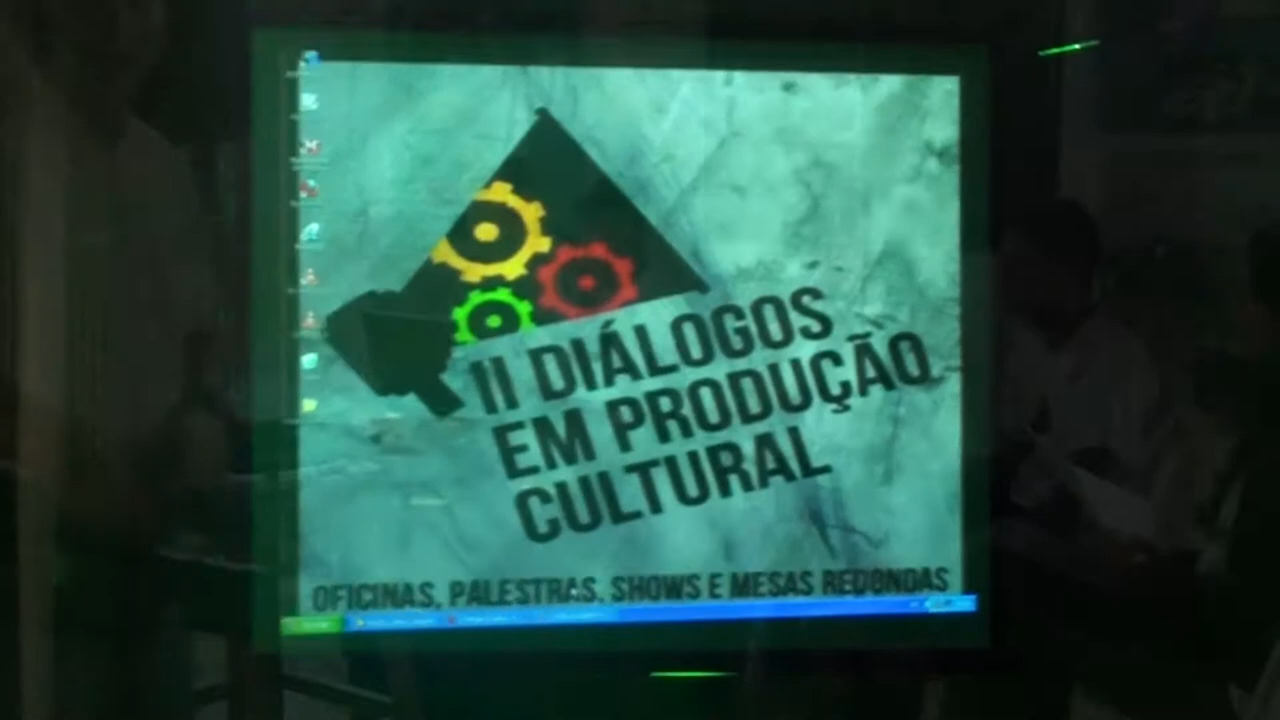 II DIÁLOGOS
EM PRODUÇÃO
CULTURAL
OFICINAS, PALESTRAS, SHOWS E MESAS REDONDAS